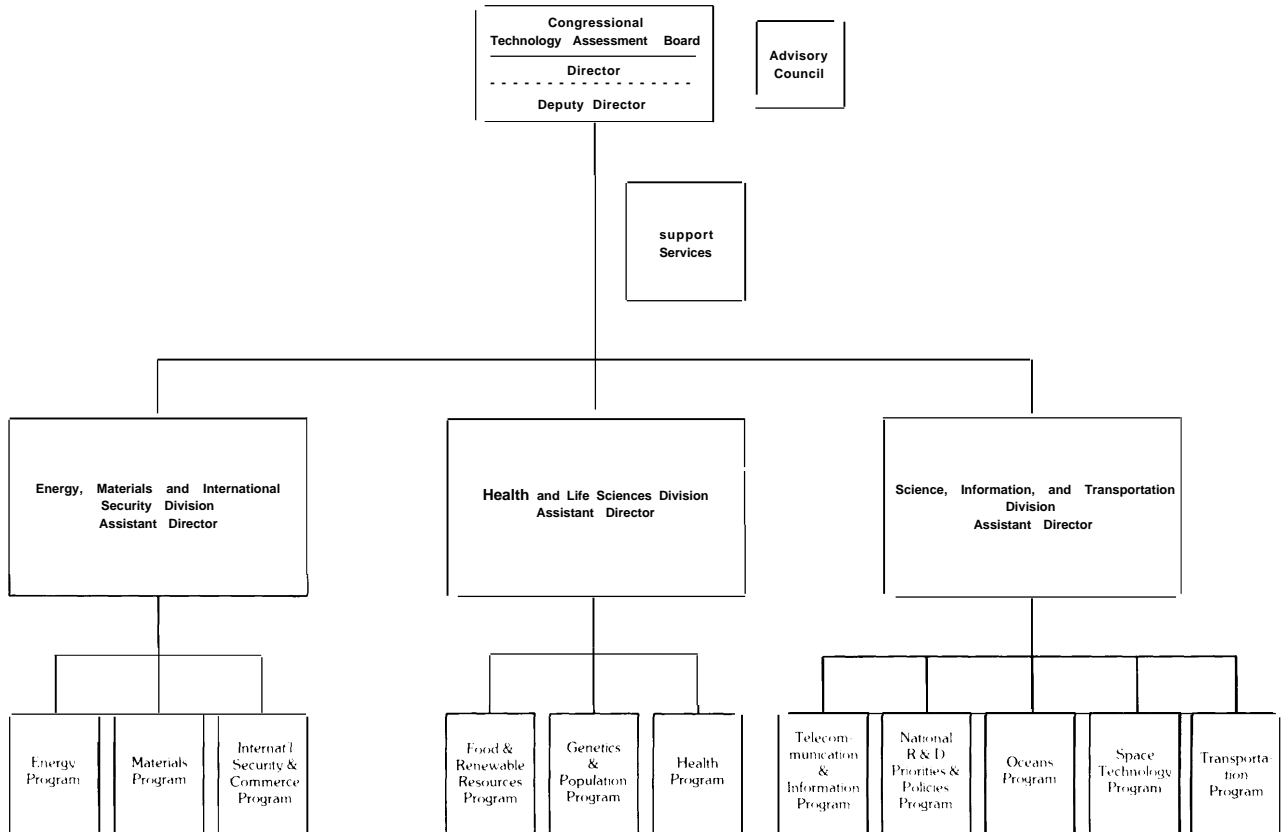 Congressional
Technology Assessment Board
Director
Deputy Director
Advisory
Council
support
Services
Energy, Materials and International
Security Division
Assistant Director
Health and Life Sciences Division
Assistant Director
Science, Information, and Transportation
Division
Assistant Director
Energy
Program
Materials
Program
Internat'l
Security &
Commerce
Program
Food &
Renewable
Resources
Program
Genetics
&
Population
Program
Health
Program
Telecom-
munication
&
Information
Program
National
R & D
Priorities &
Policies
Program
Oceans
Program
Space
Technology
Program
Transporta-
tion
Program